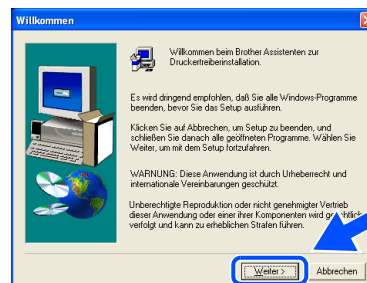 Willkommen
Willkommen beim Brother Assistenten zur
Druckertreiberinstallation.
Es wird dringend empfohlen, daß Sie alle Windows-Programme
beenden, bevor Sie das Setup ausführen.
Klicken Sie auf Abbrechen, um Setup zu beenden, und
schließen Sie danach alle geöffneten Programme. Wählen Sie
Weiter, um mit dem Setup fortzufahren.
WARNUNG: Diese Anwendung ist durch Urheberrecht und
internationale Vereinbarungen geschützt.
Unberechtigte Reproduktion oder nicht genehmigter Vertrieb
dieser Anwendung oder einer ihrer Komponenten wird
verfolgt und kann zu erheblichen Strafen führen.
Weiter >
Abbrechen